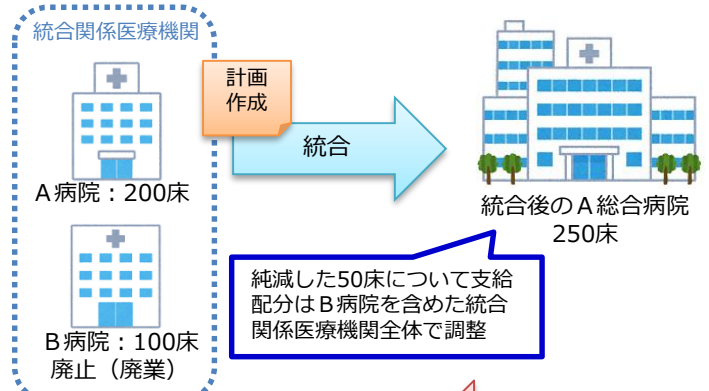 統合関係医療機関
計画
作成
統合
A病院：200床
B病院：100床
廃止（廃業）
統合後のA総合病院
250床
純減した50床について支給
配分はB病院を含めた統合
関係医療機関全体で調整